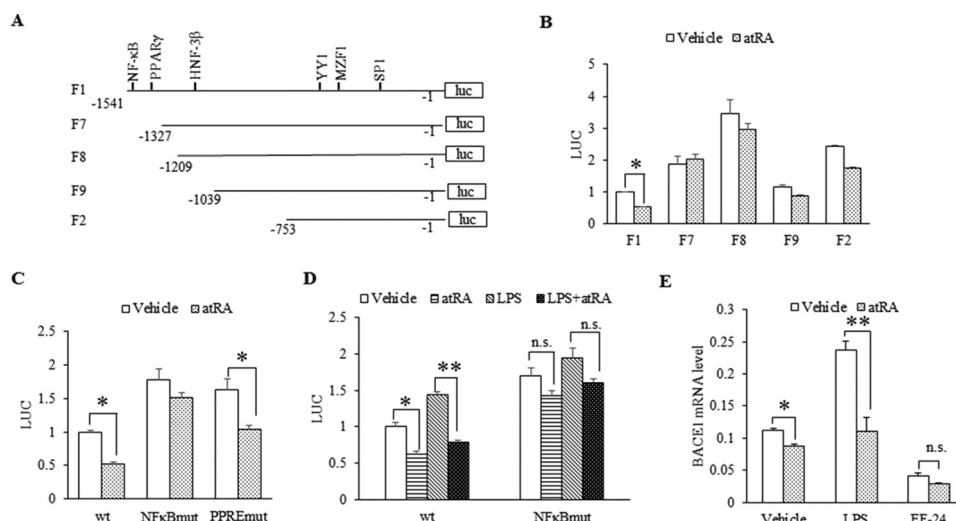 A
NF-κB
PPARγ
HNF-3β
YY1
MZF1
SP1
F1
-1541
-1
luc
F7
-1327
-1
luc
F8
-1209
-1
luc
F9
-1039
-1
luc
F2
-753
-1
luc
B
Vehicle atRA
LUC
5
4
3
2
1
0
*
F1 F7 F8 F9 F2
C
Vehicle atRA
LUC
2.5
2
1.5
1
0.5
0
*
*
wt NFκBmut PPREmut
D
Vehicle atRA LPS LPS+atRA
LUC
2.5
2
1.5
1
0.5
0
*
**
n.s.
n.s.
wt NFκBmut
E
Vehicle atRA
BACE1 mRNA level
0.3
0.25
0.2
0.15
0.1
0.05
0
*
**
n.s.
Vehicle LPS EF-24